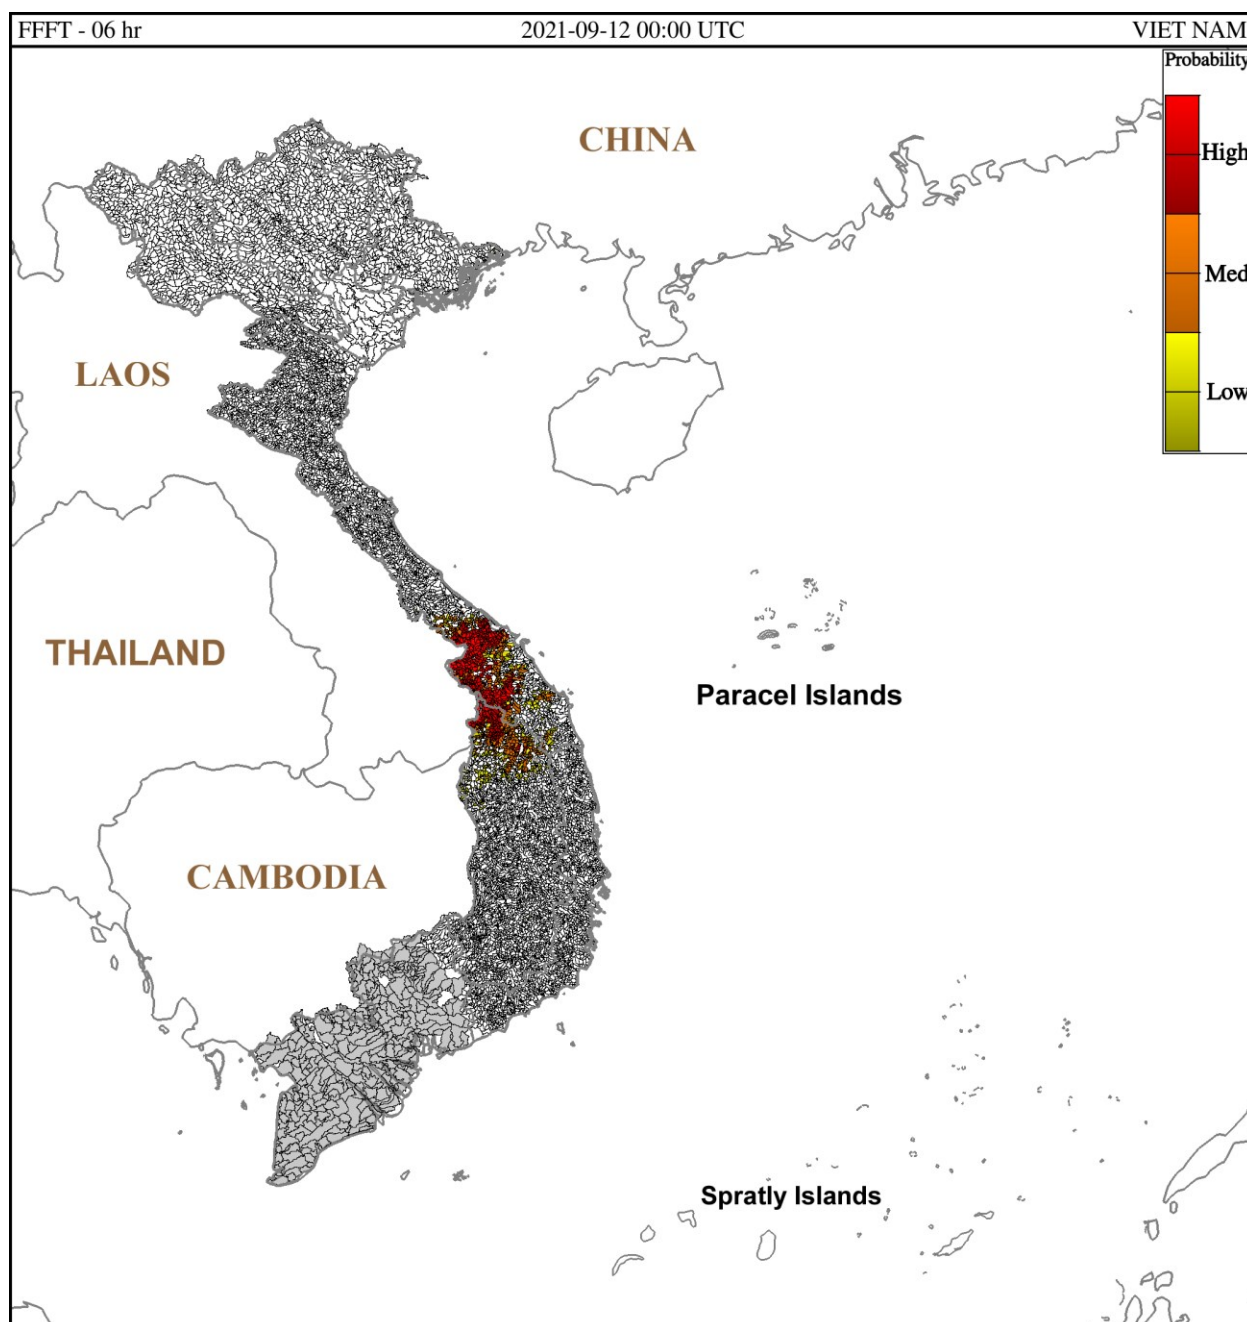 FFFT - 06 hr 2021-09-12 00:00 UTC VIET NAM
Probability
CHINA
High
Med
LAOS
Low
THAILAND
Paracel Islands
CAMBODIA
Spratly Islands